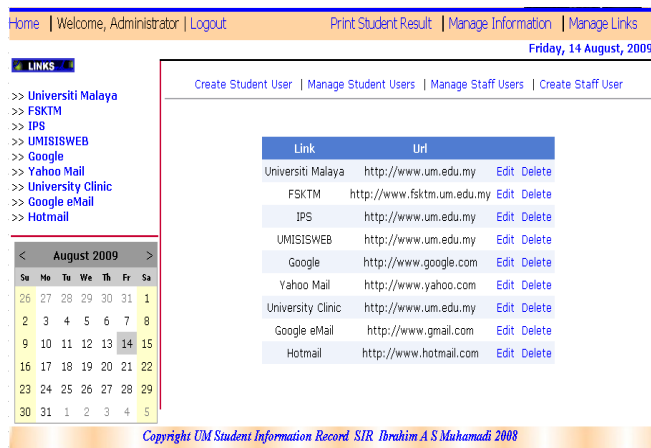 Home | Welcome, Administrator | Logout Print Student Result | Manage Information | Manage Links
Friday, 14 August, 2009
LINKS
Create Student User | Manage Student Users | Manage Staff Users | Create Staff User
>> Universiti Malaya
>> FSKTM
>> IPS
>> UMISISWEB
>> Google
>> Yahoo Mail
>> University Clinic
>> Google eMail
>> Hotmail
Link Url
Universiti Malaya http://www.um.edu.my Edit Delete
FSKTM http://www.fsktm.um.edu.my Edit Delete
IPS http://www.um.edu.my Edit Delete
UMISISWEB http://www.um.edu.my Edit Delete
Google http://www.google.com Edit Delete
Yahoo Mail http://www.yahoo.com Edit Delete
University Clinic http://www.um.edu.my Edit Delete
Google eMail http://www.gmail.com Edit Delete
Hotmail http://www.hotmail.com Edit Delete
< August 2009 >
Su Mo Tu We Th Fr Sa
26 27 28 29 30 31 1
2 3 4 5 6 7 8
9 10 11 12 13 14 15
16 17 18 19 20 21 22
23 24 25 26 27 28 29
30 31 1 2 3 4 5
Copyright UM Student Information Record SIR Ibrahim A S Muhamadi 2008